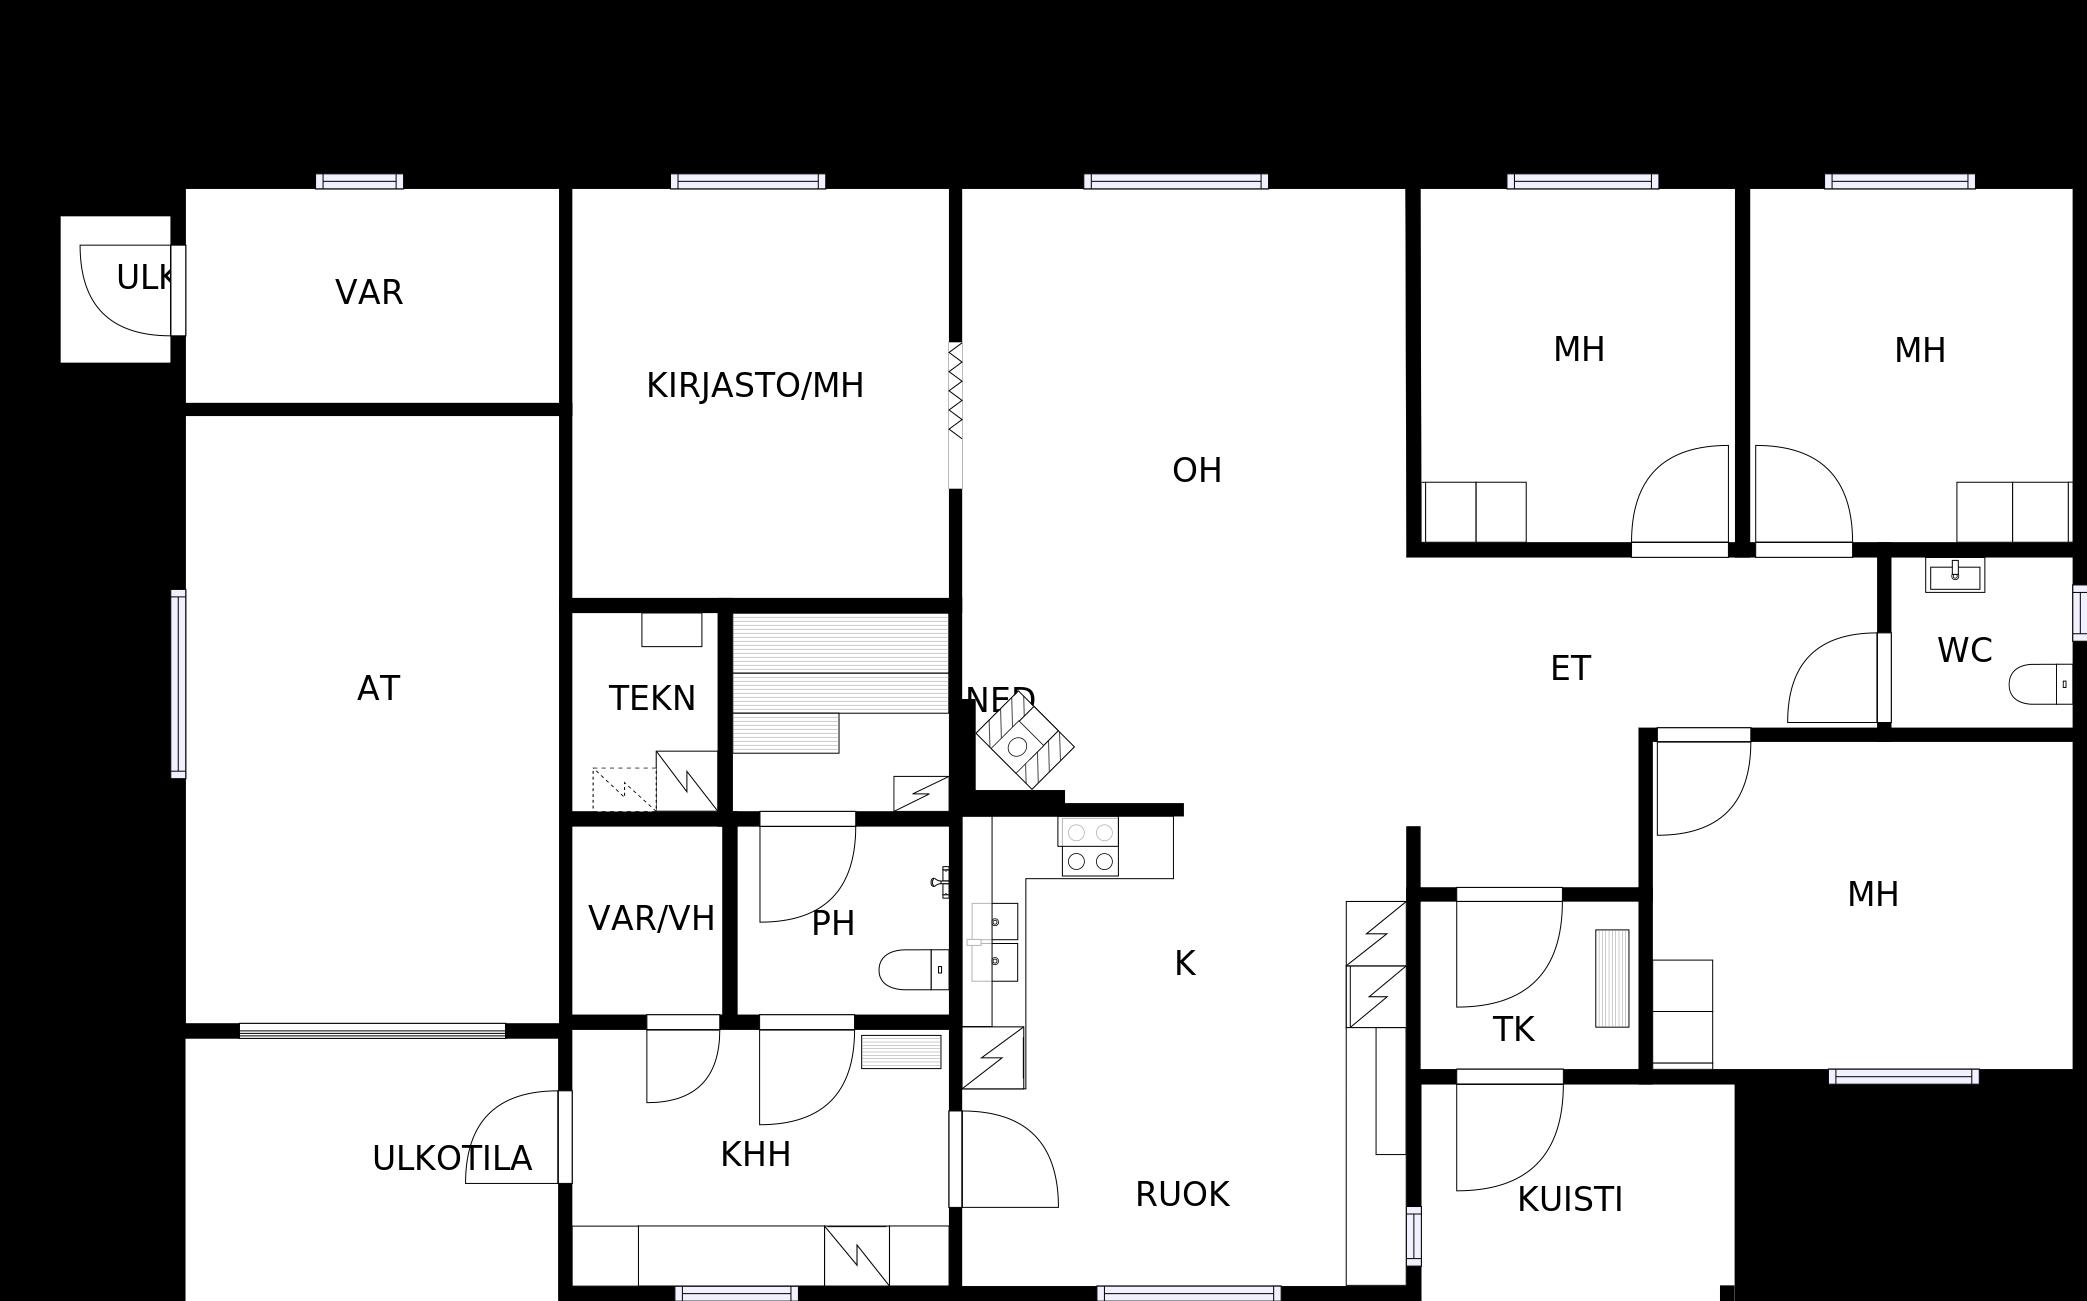 ULK
VAR
KIRJASTO/MH
OH
MH
MH
AT
TEKN
NED
ET
WC
VAR/VH
PH
K
TK
MH
ULKOTILA
KHH
RUOK
KUISTI